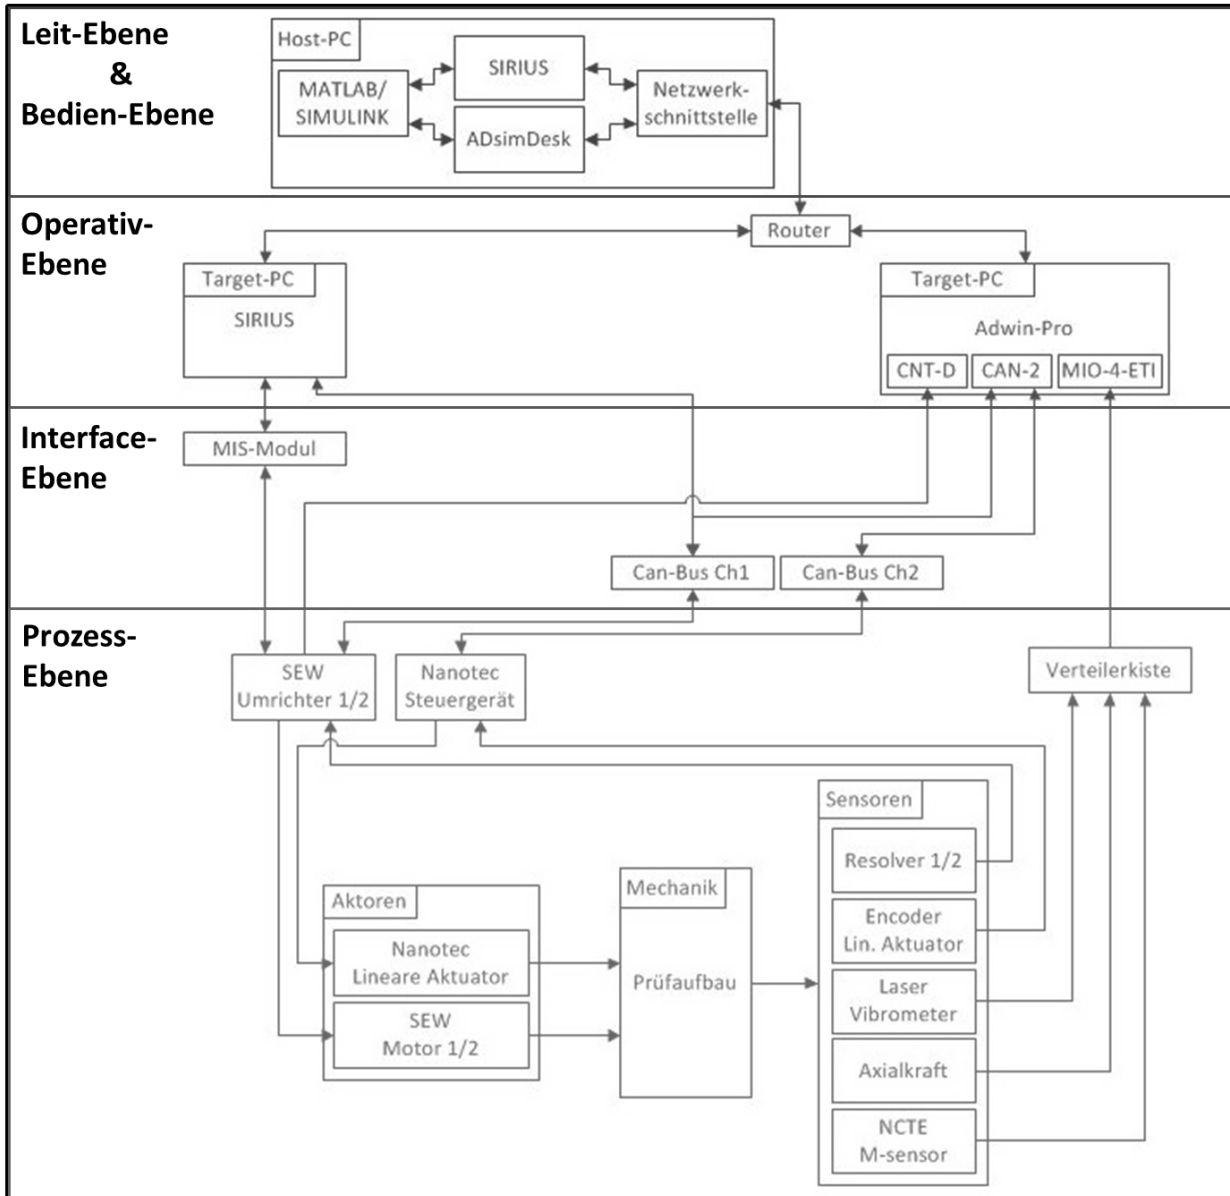 Leit-Ebene
&
Bedien-Ebene
Host-PC
MATLAB/
SIMULINK
SIRIUS
ADsimDesk
Netzwerk-
schnittstelle
Operativ-
Ebene
Router
Target-PC
SIRIUS
Target-PC
Adwin-Pro
CNT-D
CAN-2
MIO-4-ETI
Interface-
Ebene
MIS-Modul
Can-Bus Ch1
Can-Bus Ch2
Prozess-
Ebene
SEW
Umrichter 1/2
Nanotec
Steuergerät
Verteilerkiste
Aktoren
Nanotec
Lineare Aktuator
SEW
Motor 1/2
Mechanik
Prüfaufbau
Sensoren
Resolver 1/2
Encoder
Lin. Aktuator
Laser
Vibrometer
Axialkraft
NCTE
M-sensor